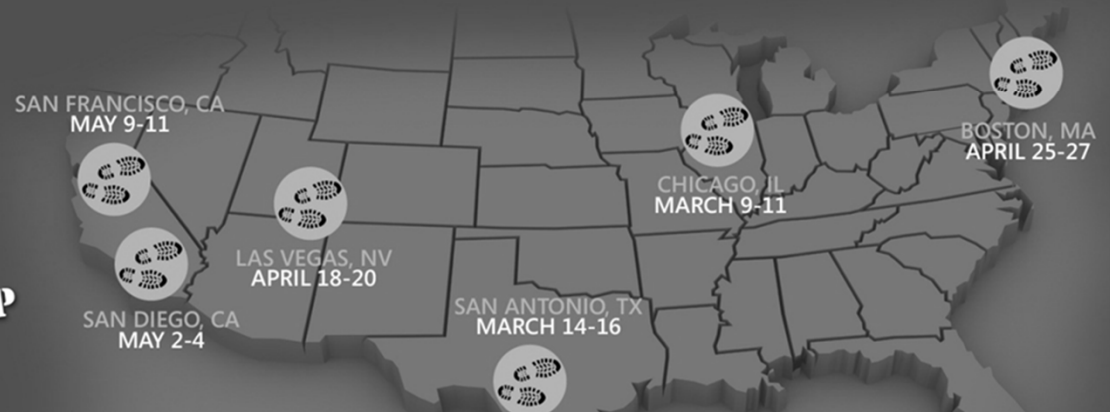 SAN FRANCISCO, CA
MAY 9-11
BOSTON, MA
APRIL 25-27
CHICAGO, IL
MARCH 9-11
LAS VEGAS, NV
APRIL 18-20
SAN ANTONIO, TX
MARCH 14-16
SAN DIEGO, CA
MAY 2-4
P